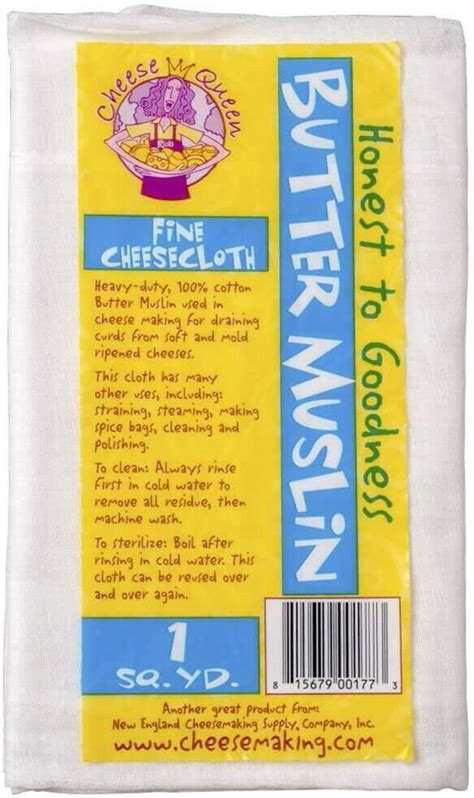 Cheese Queen
Ricki
Honest to Goodness
BUTTER MUSLIN
FINE
CHEESECLOTH
Heavy-duty, 100% cotton
Butter Muslin used in
cheese making for draining
curds from soft and mold
ripened cheeses.
This cloth has many
other uses, including:
straining, steaming, making
spice bags, cleaning and
polishing.
To clean: Always rinse
first in cold water to
remove all residue, then
machine wash.
To sterilize: Boil after
rinsing in cold water. This
cloth can be reused over
and over again.
1
SQ. YD.
8 15679 00177 3
Another great product from:
New England Cheesemaking Supply, Company, Inc.
www.cheesemaking.com